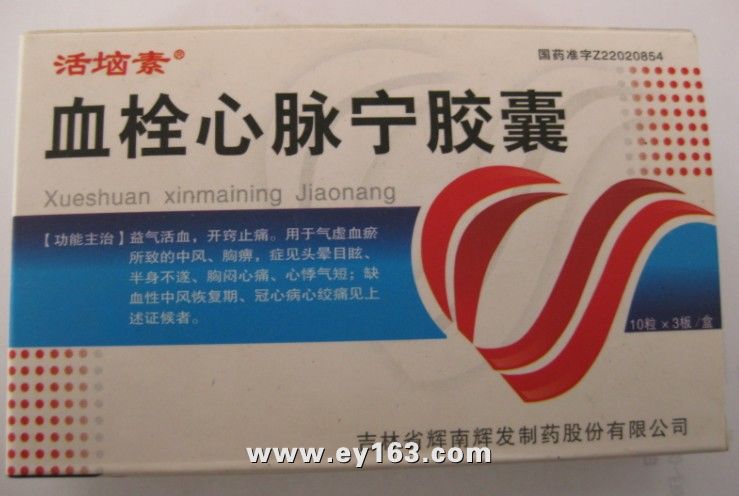 活垴素®
国药准字Z22020854
血栓心脉宁胶囊
Xueshuan xinmaining Jiaonang
【功能主治】益气活血，开窍止痛。用于气虚血瘀
所致的中风、胸痹，症见头晕目眩、
半身不遂、胸闷心痛、心悸气短；缺
血性中风恢复期、冠心病心绞痛见上
述证候者。
10粒×3板/盒
吉林省辉南辉发制药股份有限公司
www.ey163.com